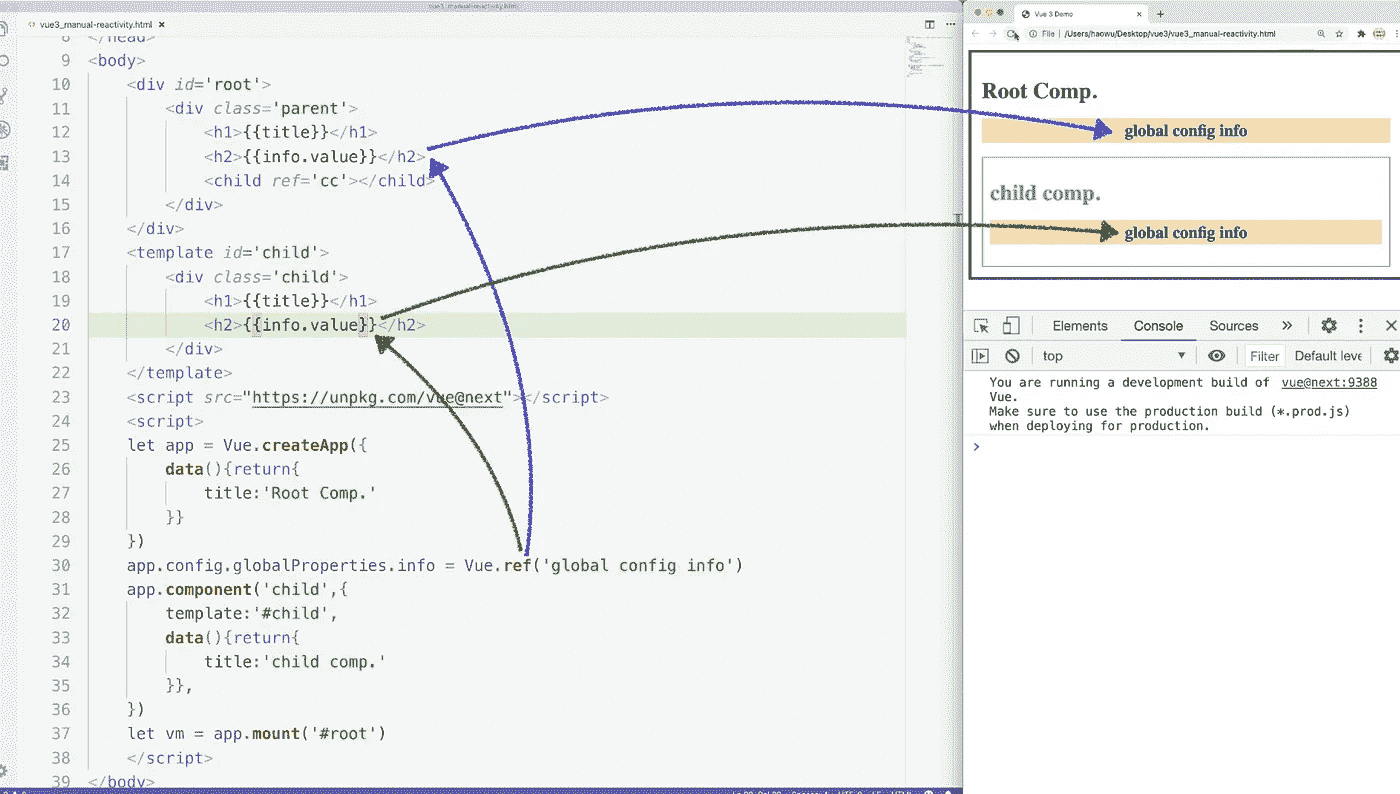 vue3_manual-reactivity.html
vue3_manual-reactivity.html ×
8 </head>
9 <body>
10 <div id='root'>
11 <div class='parent'>
12 <h1>{{title}}</h1>
13 <h2>{{info.value}}</h2>
14 <child ref='cc'></child>
15 </div>
16 </div>
17 <template id='child'>
18 <div class='child'>
19 <h1>{{title}}</h1>
20 <h2>{{info.value}}</h2>
21 </div>
22 </template>
23 <script src="https://unpkg.com/vue@next"></script>
24 <script>
25 let app = Vue.createApp({
26 data(){return{
27 title:'Root Comp.'
28 }}
29 })
30 app.config.globalProperties.info = Vue.ref('global config info')
31 app.component('child',{
32 template:'#child',
33 data(){return{
34 title:'child comp.'
35 }},
36 })
37 let vm = app.mount('#root')
38 </script>
39 </body>
Vue 3 Demo
File | /Users/haowu/Desktop/vue3/vue3_manual-reactivity.html
Root Comp.
global config info
child comp.
global config info
Elements Console Sources »
top Filter Default leve
You are running a development build of vue@next:9388
Vue.
Make sure to use the production build (*.prod.js)
when deploying for production.
>